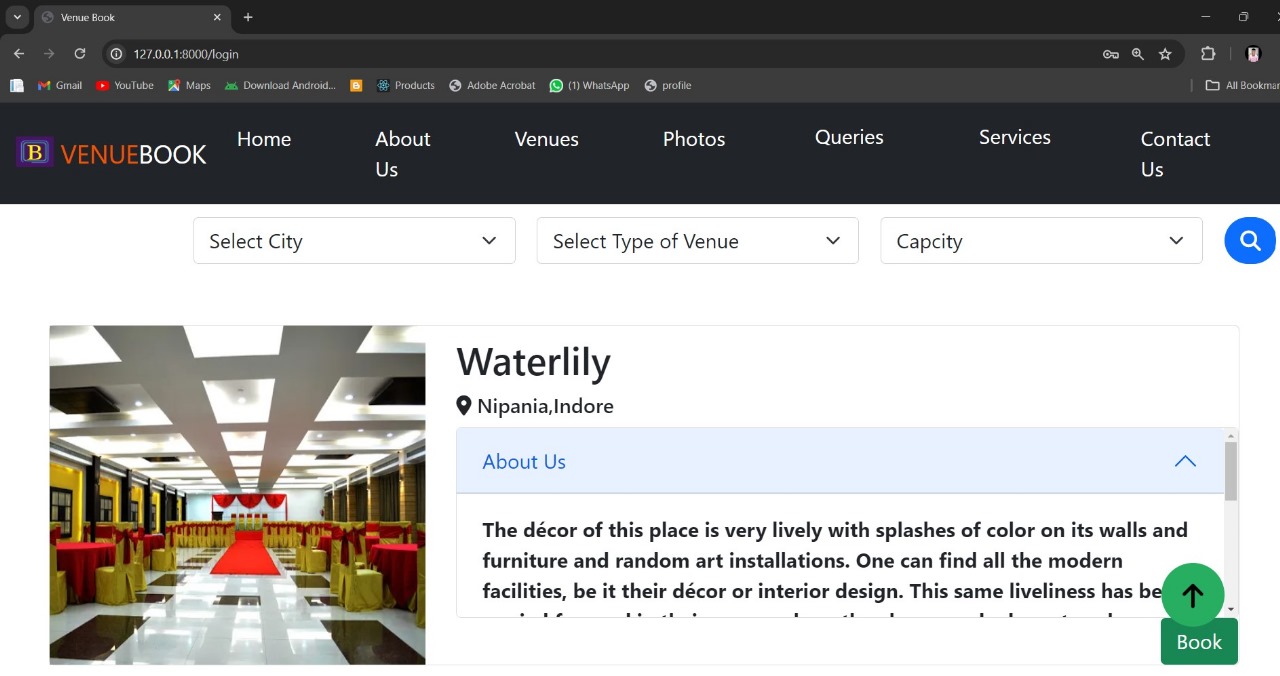 Venue Book
127.0.0.1:8000/login
Gmail YouTube Maps Download Android... Products Adobe Acrobat (1) WhatsApp profile All Bookmar
B VENUEBOOK Home About Us Venues Photos Queries Services Contact Us
Select City Select Type of Venue Capcity
Waterlily
Nipania,Indore
About Us
The décor of this place is very lively with splashes of color on its walls and
furniture and random art installations. One can find all the modern
facilities, be it their décor or interior design. This same liveliness has be
Book